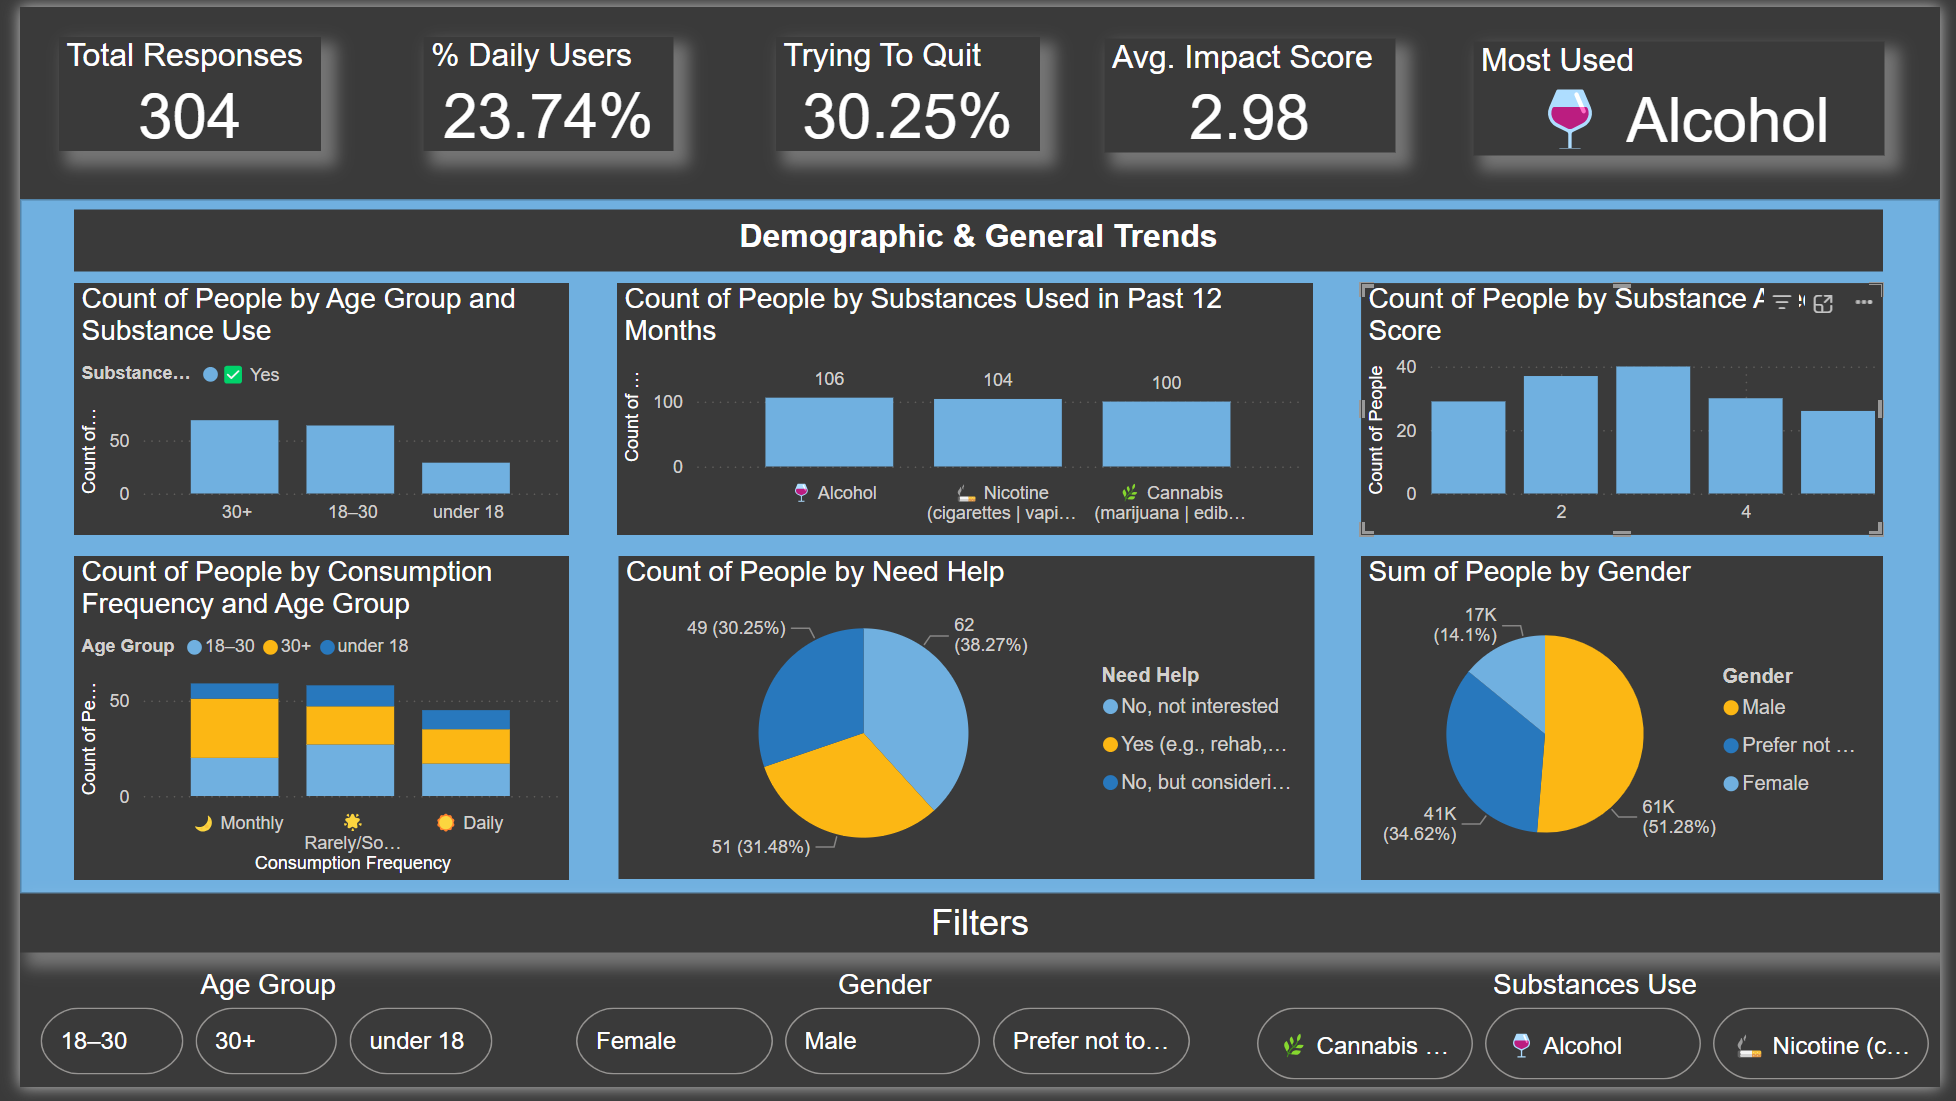 Total Responses
304
% Daily Users
23.74%
Trying To Quit
30.25%
Avg. Impact Score
2.98
Most Used
Alcohol
Demographic & General Trends
Count of People by Age Group and
Substance Use
Substance...
Yes
Count of...
50
0
30+
18–30
under 18
Count of People by Substances Used in Past 12
Months
Count of ...
100
0
106
104
100
Alcohol
Nicotine
(cigarettes | vapi...
Cannabis
(marijuana | edib...
Count of People by Substance
Score
Count of People
40
20
0
2
4
Count of People by Consumption
Frequency and Age Group
Age Group
18–30
30+
under 18
Count of Pe...
50
0
Monthly
Rarely/So...
Daily
Consumption Frequency
Count of People by Need Help
49 (30.25%)
62
(38.27%)
51 (31.48%)
Need Help
No, not interested
Yes (e.g., rehab,...
No, but consideri...
Sum of People by Gender
17K
(14.1%)
41K
(34.62%)
61K
(51.28%)
Gender
Male
Prefer not ...
Female
Filters
Age Group
18–30
30+
under 18
Gender
Female
Male
Prefer not to...
Substances Use
Cannabis ...
Alcohol
Nicotine (c...